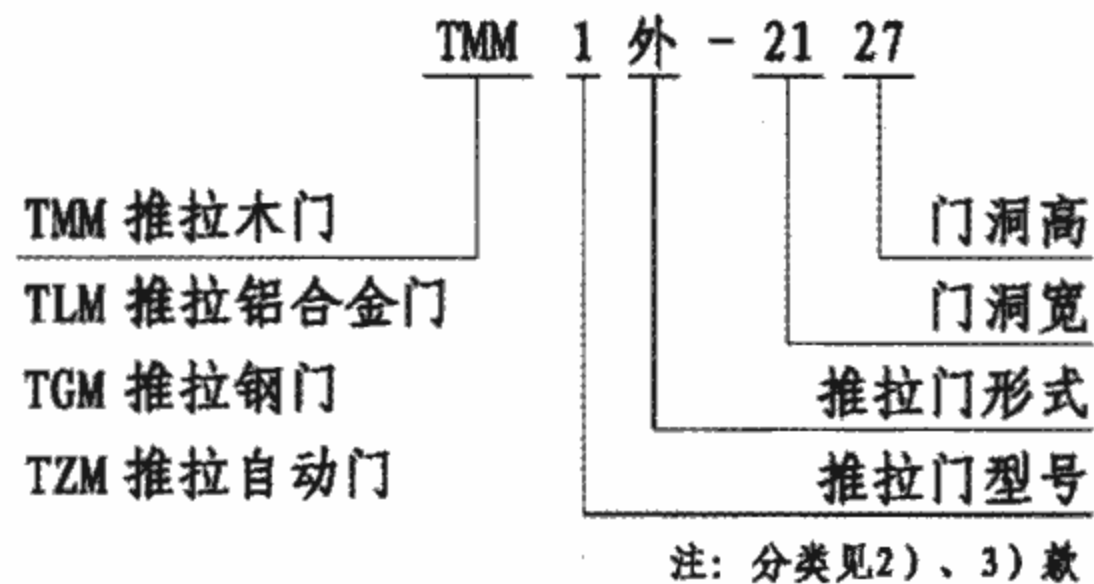 TMM 1 外 - 21 27
TMM 推拉木门
门洞高
TLM 推拉铝合金门
门洞宽
TGM 推拉钢门
推拉门形式
TZM 推拉自动门
推拉门型号
注: 分类见2)、3)款